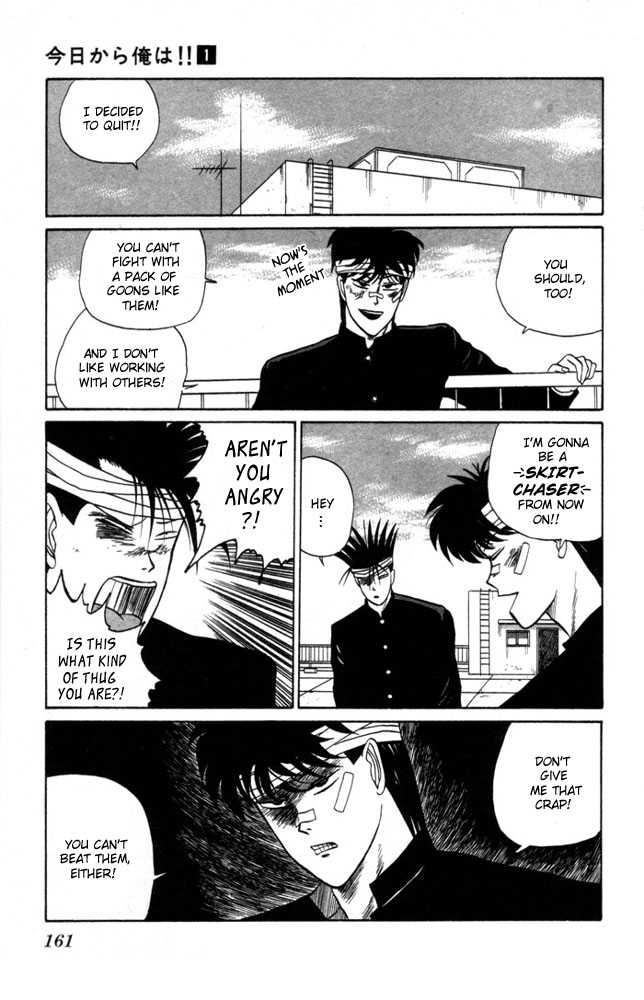 今日から俺は!! 1
I DECIDED
TO QUIT!!
YOU SHOULD,
TOO!
NOW'S
THE
MOMENT
YOU CAN'T
FIGHT WITH
A PACK OF
GOONS LIKE
THEM!
AND I DON'T
LIKE WORKING
WITH OTHERS!
I'M GONNA
BE A
SKIRT-
CHASER
FROM NOW
ON!!
HEY
...
AREN'T
YOU
ANGRY
?!
IS THIS
WHAT KIND
OF THUG
YOU ARE?!
DON'T
GIVE
ME THAT
CRAP!
YOU CAN'T
BEAT THEM,
EITHER!
161